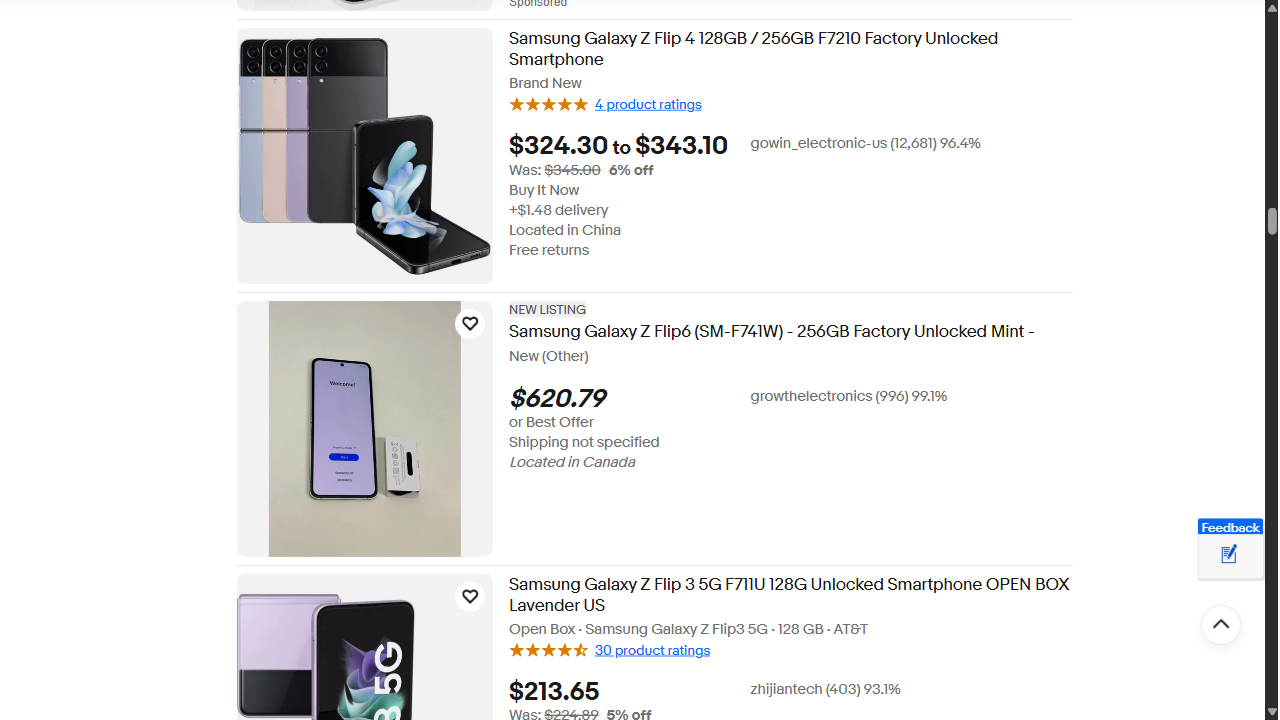 Sponsored
Samsung Galaxy Z Flip 4 128GB / 256GB F7210 Factory Unlocked
Smartphone
Brand New
4 product ratings
$324.30 to $343.10
gowin_electronic-us (12,681) 96.4%
Was: $345.00 6% off
Buy It Now
+$1.48 delivery
Located in China
Free returns
NEW LISTING
Samsung Galaxy Z Flip6 (SM-F741W) - 256GB Factory Unlocked Mint -
New (Other)
$620.79
growthelectronics (996) 99.1%
or Best Offer
Shipping not specified
Located in Canada
Welcome!
Start
Feedback
Samsung Galaxy Z Flip 3 5G F711U 128G Unlocked Smartphone OPEN BOX
Lavender US
Open Box · Samsung Galaxy Z Flip3 5G · 128 GB · AT&T
30 product ratings
$213.65
zhijiantech (403) 93.1%
Was: $224.89 5% off
3 5G